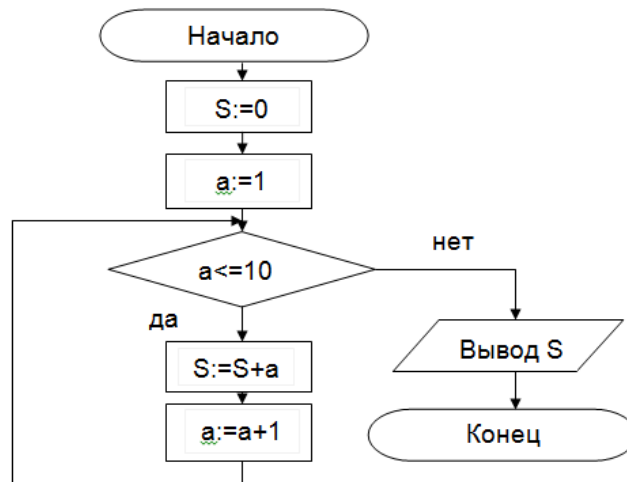 Начало
S:=0
a:=1
a<=10
нет
да
S:=S+a
a:=a+1
Вывод S
Конец